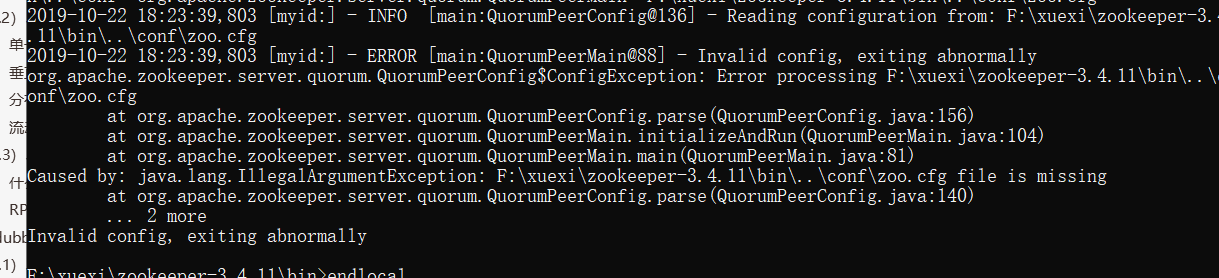 2019-10-22 18:23:39,803 [myid:] - INFO  [main:QuorumPeerConfig@136] - Reading configuration from: F:\xuexi\zookeeper-3.4
.11\bin\..\conf\zoo.cfg
2019-10-22 18:23:39,803 [myid:] - ERROR [main:QuorumPeerMain@88] - Invalid config, exiting abnormally
org.apache.zookeeper.server.quorum.QuorumPeerConfig$ConfigException: Error processing F:\xuexi\zookeeper-3.4.11\bin\..\c
onf\zoo.cfg
        at org.apache.zookeeper.server.quorum.QuorumPeerConfig.parse(QuorumPeerConfig.java:156)
        at org.apache.zookeeper.server.quorum.QuorumPeerMain.initializeAndRun(QuorumPeerMain.java:104)
        at org.apache.zookeeper.server.quorum.QuorumPeerMain.main(QuorumPeerMain.java:81)
Caused by: java.lang.IllegalArgumentException: F:\xuexi\zookeeper-3.4.11\bin\..\conf\zoo.cfg file is missing
        at org.apache.zookeeper.server.quorum.QuorumPeerConfig.parse(QuorumPeerConfig.java:140)
        ... 2 more
Invalid config, exiting abnormally
F:\xuexi\zookeeper-3.4.11\bin>endlocal
.2)
单
垂
分
流
.3)
什
RP
lubb
.1)